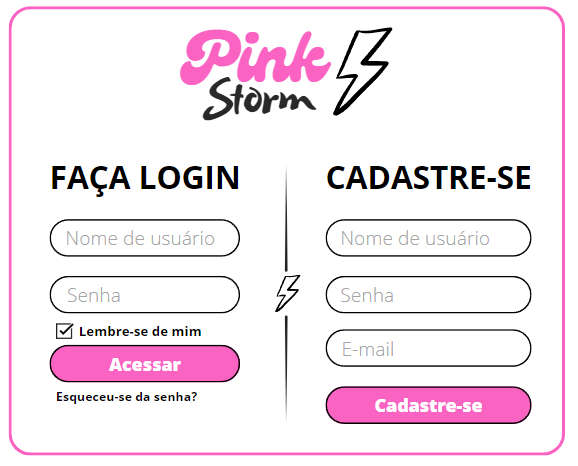 Pink
Storm
FAÇA LOGIN
Nome de usuário
Senha
Lembre-se de mim
Acessar
Esqueceu-se da senha?
CADASTRE-SE
Nome de usuário
Senha
E-mail
Cadastre-se